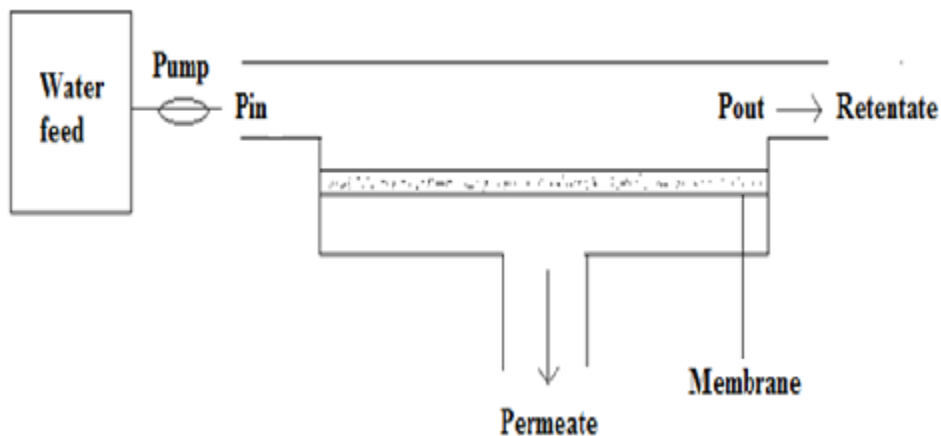 Water
feed
Pump
Pin
Pout
Retentate
Membrane
Permeate